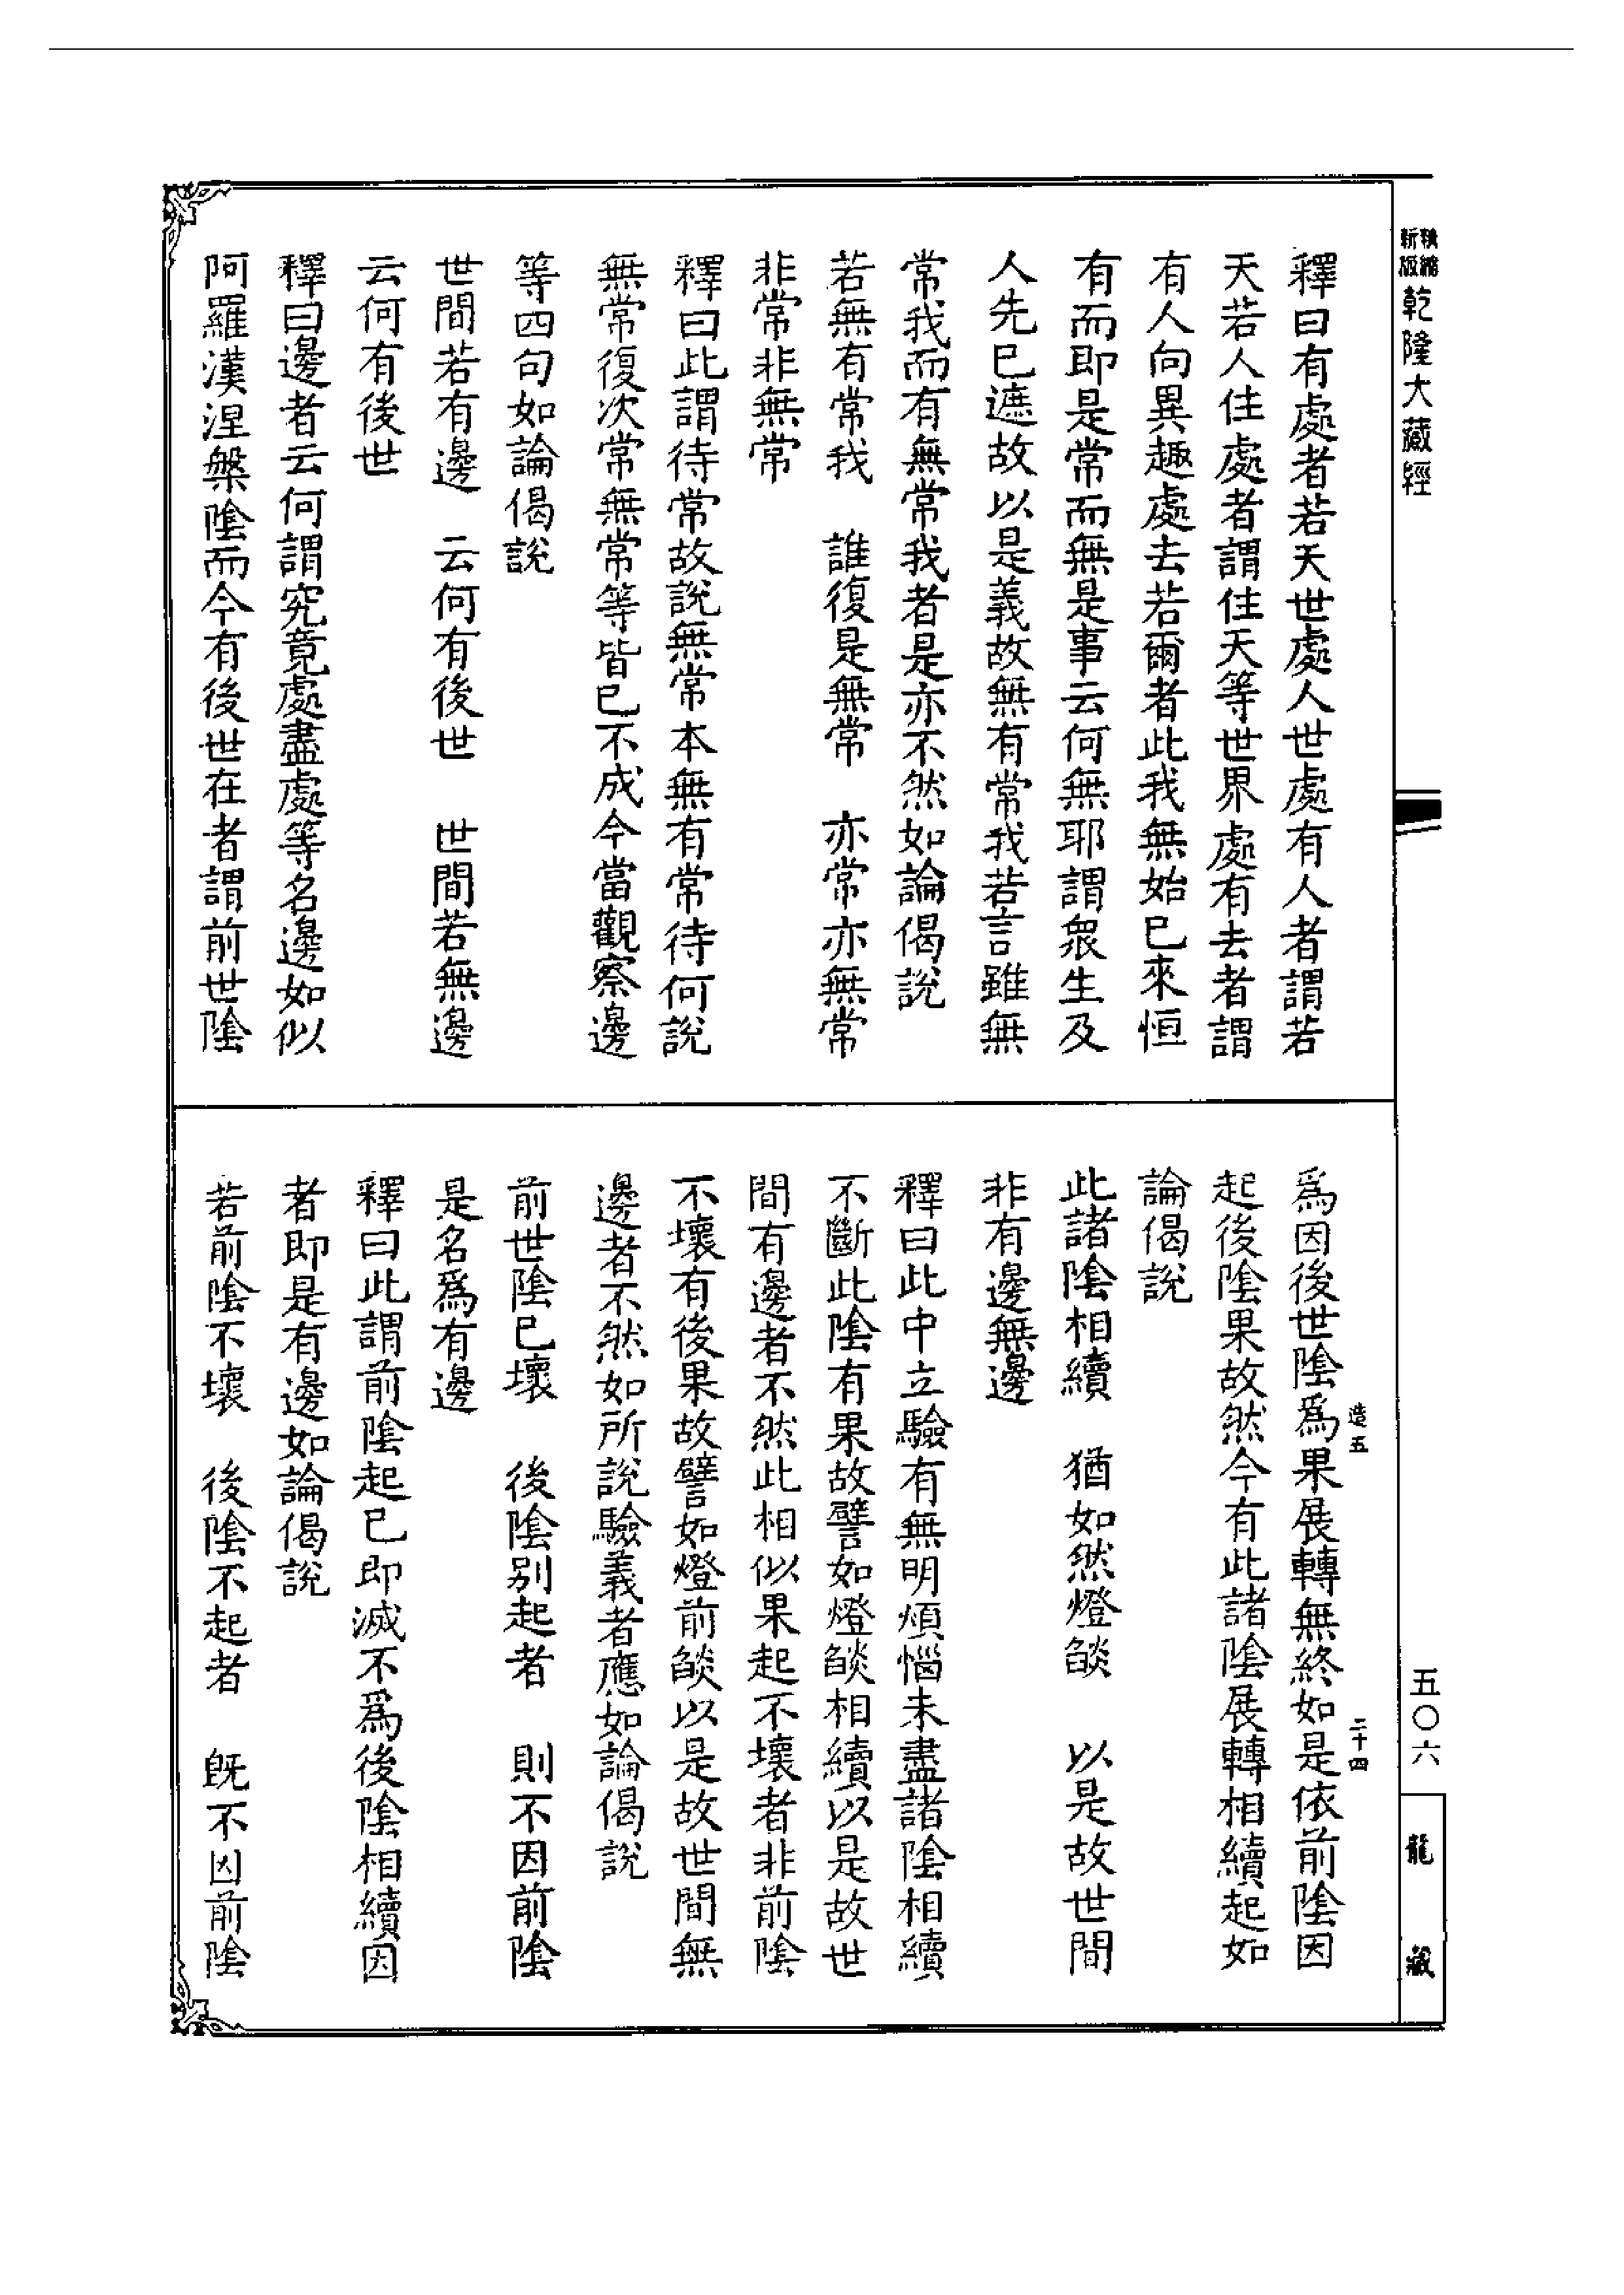 精縮新版乾隆大藏經
釋曰有處者若天世處人世處有人者謂若
天若人住處者謂住天等世界處有去者謂
有人向異趣處去若爾者此我無始已來恒
有而即是常而無是事云何無耶謂眾生及
人先已遮故以是義故無有常我若言雖無
常我而有無常我者是亦不然如論偈說
若無有常我　誰復是無常　亦常亦無常
非常非無常
釋曰此謂待常故說無常本無有常待何說
無常復次常無常等皆已不成今當觀察邊
等四句如論偈說
世間若有邊　云何有後世　世間若無邊
云何有後世
釋曰邊者云何謂究竟處盡處等名邊如似
阿羅漢涅槃陰而今有後世在者謂前世陰
為因後世陰為果展轉無終如是依前陰因
起後陰果故然今有此諸陰展轉相續起如
論偈說
此諸陰相續　猶如然燈燄　以是故世間
非有邊無邊
釋曰此中立驗有無明煩惱未盡諸陰相續
不斷此陰有果故譬如燈燄相續以是故世
間有邊者不然此相似果起不壞者非前陰
不壞有後果故譬如燈前燄以是故世間無
邊者不然如所說驗義者應如論偈說
前世陰已壞　後陰別起者　則不因前陰
是名為有邊
釋曰此謂前陰起已即滅不為後陰相續因
者即是有邊如論偈說
若前陰不壞　後陰不起者　既不因前陰
造五
二十四
五〇六
龍藏